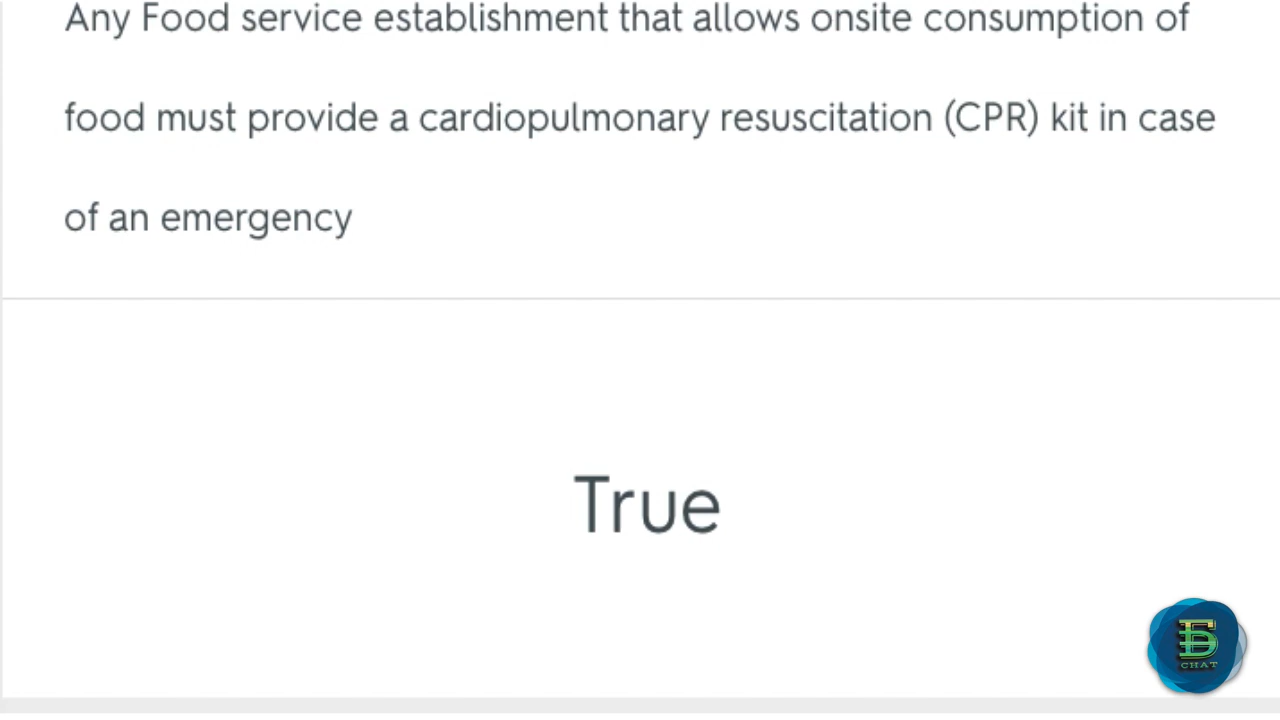 Any Food service establishment that allows onsite consumption of
food must provide a cardiopulmonary resuscitation (CPR) kit in case
of an emergency
True
Б
CHAT